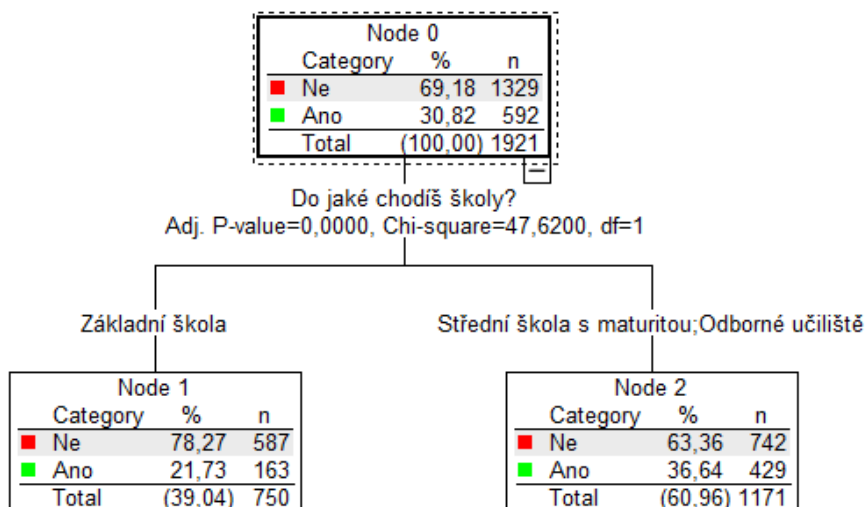 Node 0
Category % n
Ne 69,18 1329
Ano 30,82 592
Total (100,00) 1921
Do jaké chodíš školy?
Adj. P-value=0,0000, Chi-square=47,6200, df=1
Základní škola
Střední škola s maturitou;Odborné učiliště
Node 1
Category % n
Ne 78,27 587
Ano 21,73 163
Total (39,04) 750
Node 2
Category % n
Ne 63,36 742
Ano 36,64 429
Total (60,96) 1171